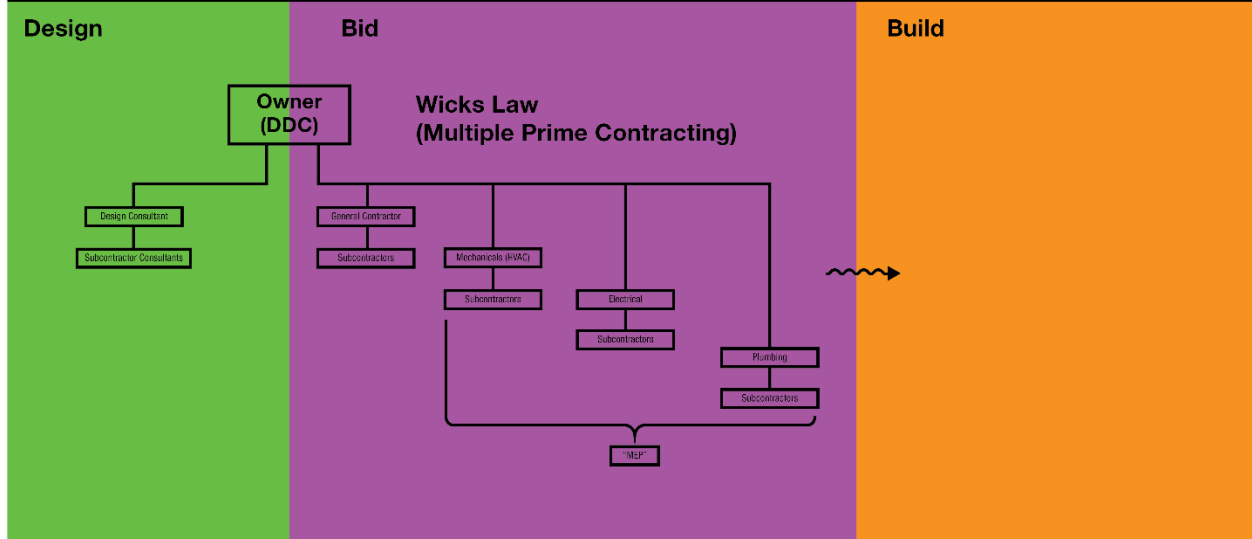 Design
Bid
Build
Owner
(DDC)
Wicks Law
(Multiple Prime Contracting)
Design Consultant
Subcontractor Consultants
General Contractor
Subcontractors
Mechanicals (HVAC)
Subcontractors
Electrical
Subcontractors
Plumbing
Subcontractors
"MEP"